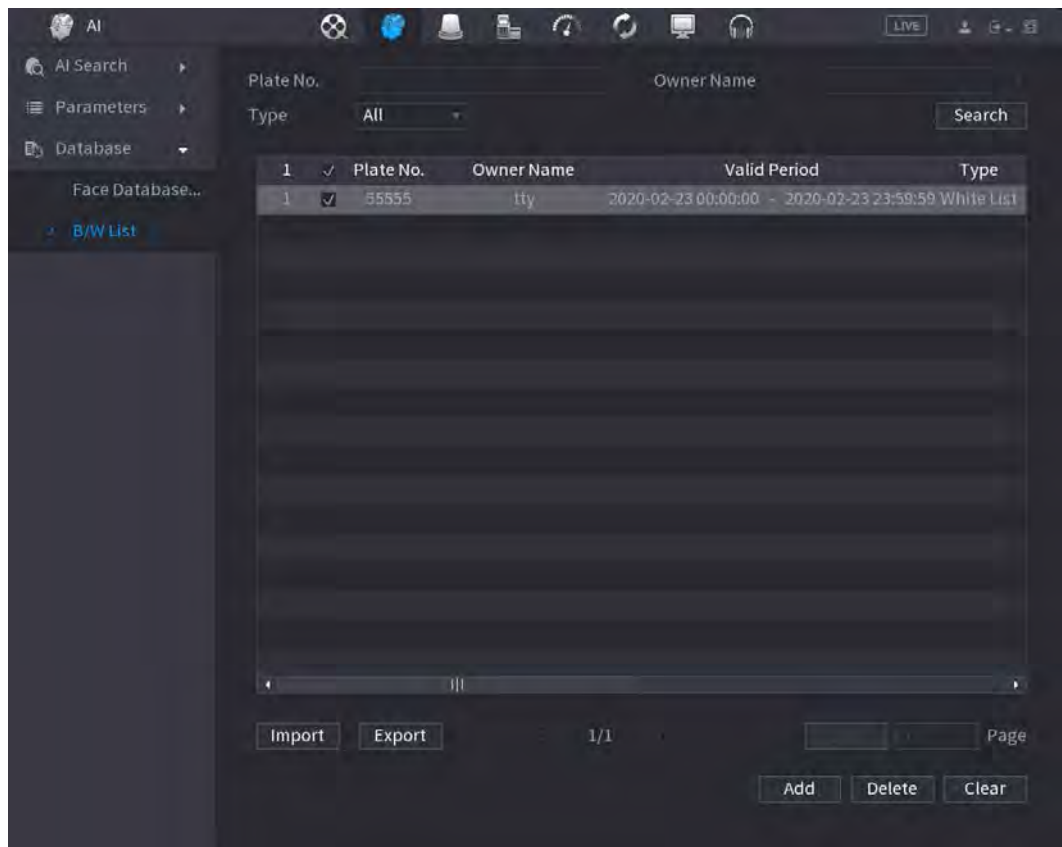 AI
LIVE
AI Search
Parameters
Database
Face Database...
B/W List
Plate No.
Owner Name
Type
All
Search
1 Plate No. Owner Name Valid Period Type
1 55555 tty 2020-02-23 00:00:00 - 2020-02-23 23:59:59 White List
Import
Export
1/1
Page
Add
Delete
Clear